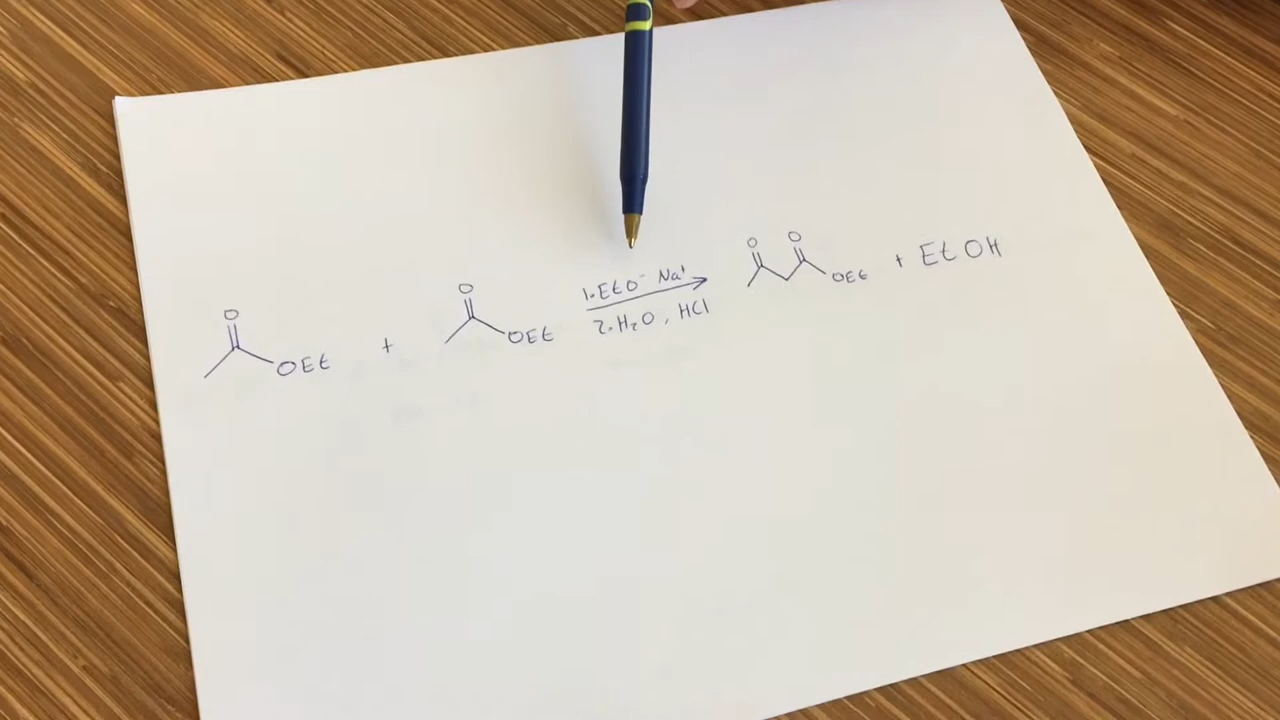 O O OEt + OEt 1.EtO⁻ Na⁺ O O OEt + EtOH
2.H₂O, HCl